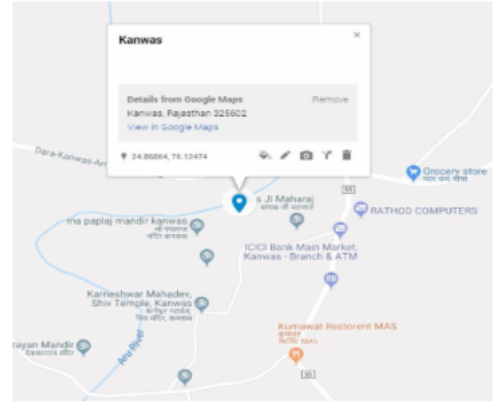 Kanwas
Details from Google Maps
Remove
Kanwas, Rajasthan 325602
View in Google Maps
24.86864, 76.12474
Dara-Kanwas-Arn
Grocery store
s Ji Maharaj
55
RATHOD COMPUTERS
ma paplaj mandir kanwas
ICICI Bank Main Market,
Kanwas - Branch & ATM
Karneshwar Mahadev,
Shiv Temple, Kanwas
Kumawat Restorent MAS
rayan Mandir
Aru River
55